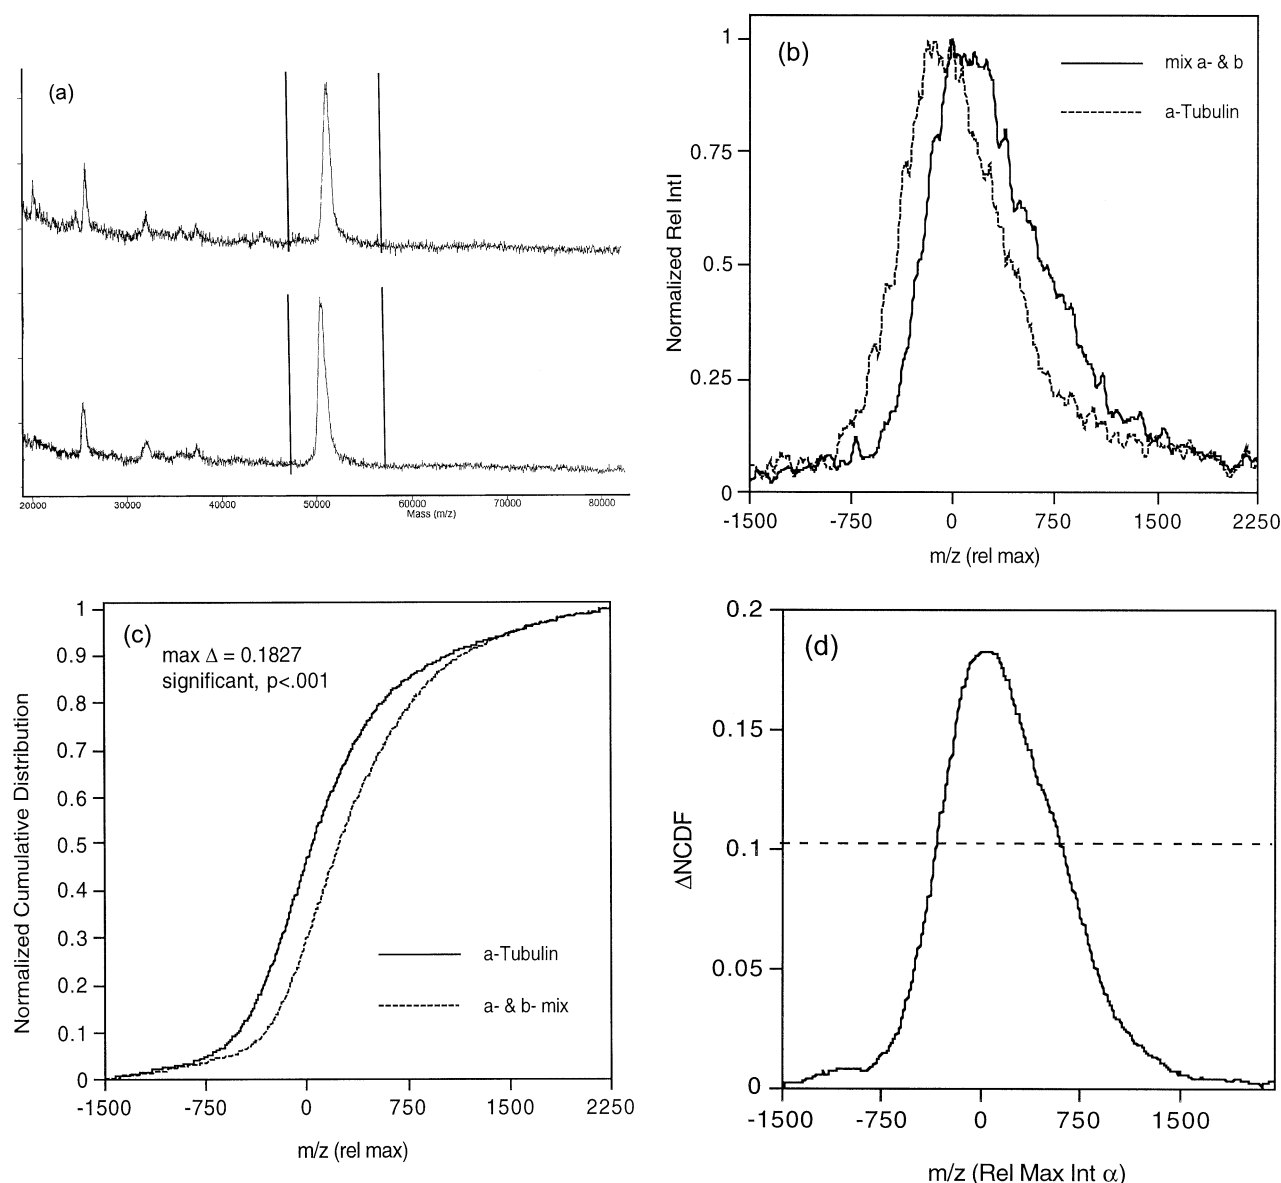 (a)
20000 30000 40000 50000 60000 70000 80000
Mass (m/z)
(b)
mix a- & b
a-Tubulin
Normalized Rel Int I
1
0.75
0.5
0.25
0
-1500 -750 0 750 1500 2250
m/z (rel max)
(c)
max Δ = 0.1827
significant, p<.001
Normalized Cumulative Distribution
1
0.9
0.8
0.7
0.6
0.5
0.4
0.3
0.2
0.1
0
a-Tubulin
a- & b- mix
-1500 -750 0 750 1500 2250
m/z (rel max)
(d)
ΔNCDF
0.2
0.15
0.1
0.05
0
-1500 -750 0 750 1500
m/z (Rel Max Int α)